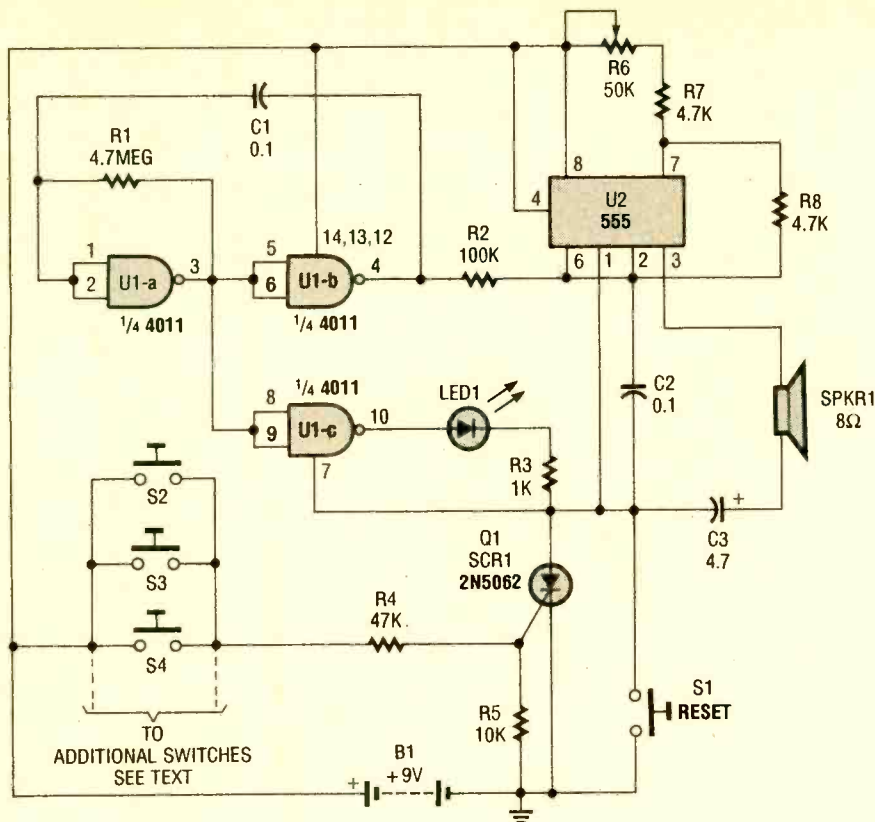 R6
50K
R7
4.7K
C1
0.1
R1
4.7MEG
8
7
4
U2
555
R8
4.7K
14,13,12
R2
100K
1
2
3
U1-a
1/4 4011
5
6
4
U1-b
1/4 4011
6
1
2
3
1/4 4011
8
9
10
U1-c
7
LED1
R3
1K
C2
0.1
SPKR1
8Ω
+
C3
4.7
S2
S3
S4
Q1
SCR1
2N5062
R4
47K
R5
10K
S1
RESET
TO
ADDITIONAL SWITCHES
SEE TEXT
B1
+9V
+